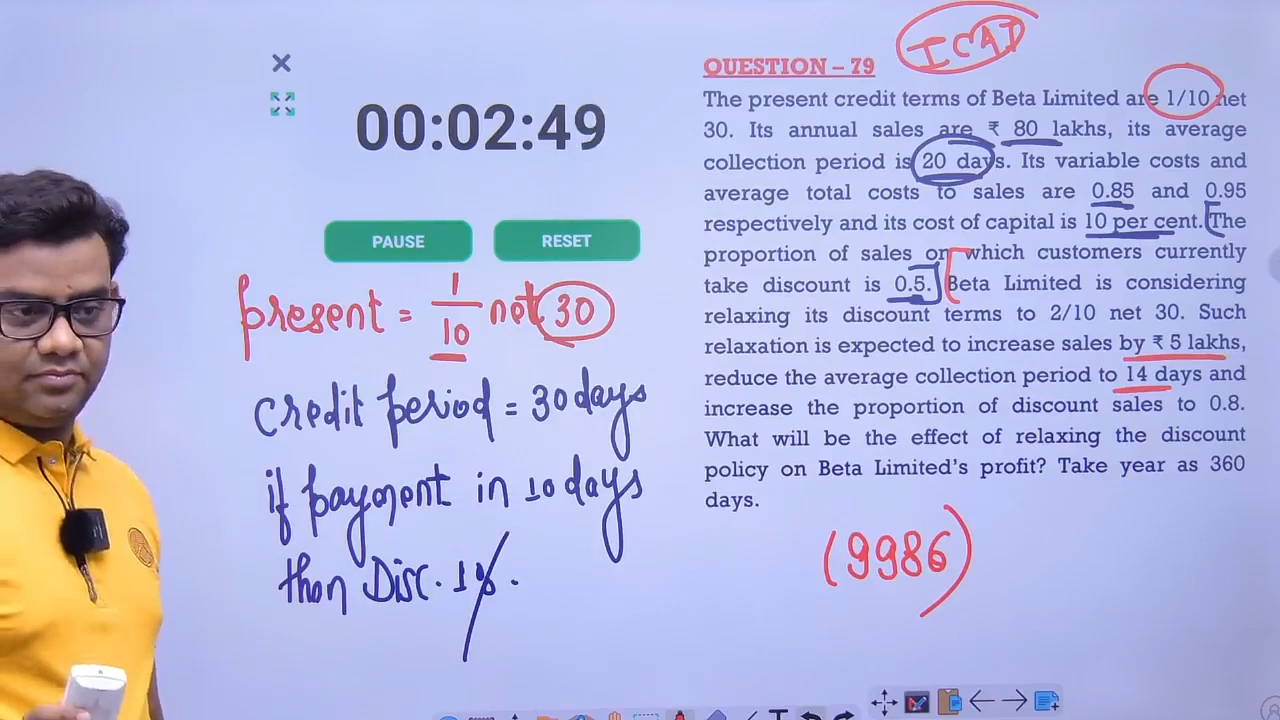 ICAI
QUESTION – 79
The present credit terms of Beta Limited are 1/10 net
30. Its annual sales are ₹ 80 lakhs, its average
collection period is 20 days. Its variable costs and
average total costs to sales are 0.85 and 0.95
respectively and its cost of capital is 10 per cent. The
proportion of sales on which customers currently
take discount is 0.5. Beta Limited is considering
relaxing its discount terms to 2/10 net 30. Such
relaxation is expected to increase sales by ₹ 5 lakhs,
reduce the average collection period to 14 days and
increase the proportion of discount sales to 0.8.
What will be the effect of relaxing the discount
policy on Beta Limited's profit? Take year as 360
days.
(9986)
00:02:49
PAUSE RESET
present = 1/10 net 30
Credit period = 30 days
if payment in 10 days
then Disc. 1%.